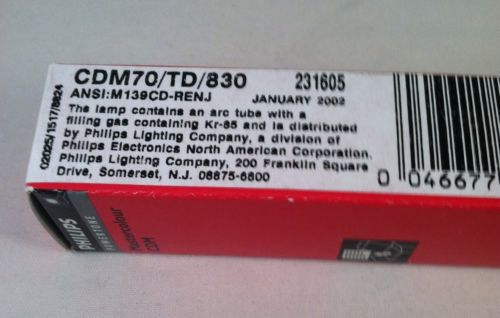 CDM70/TD/830 231605
ANSI:M139CD-RENJ JANUARY 2002
The lamp contains an arc tube with a
filling gas containing Kr-85 and is distributed
by Philips Lighting Company, a division of
Philips Electronics North American Corporation.
Philips Lighting Company, 200 Franklin Square
Drive, Somerset, N.J. 08875-6800
02025/1517/8824
0 046677
PHILIPS
Mastercolour
CDM